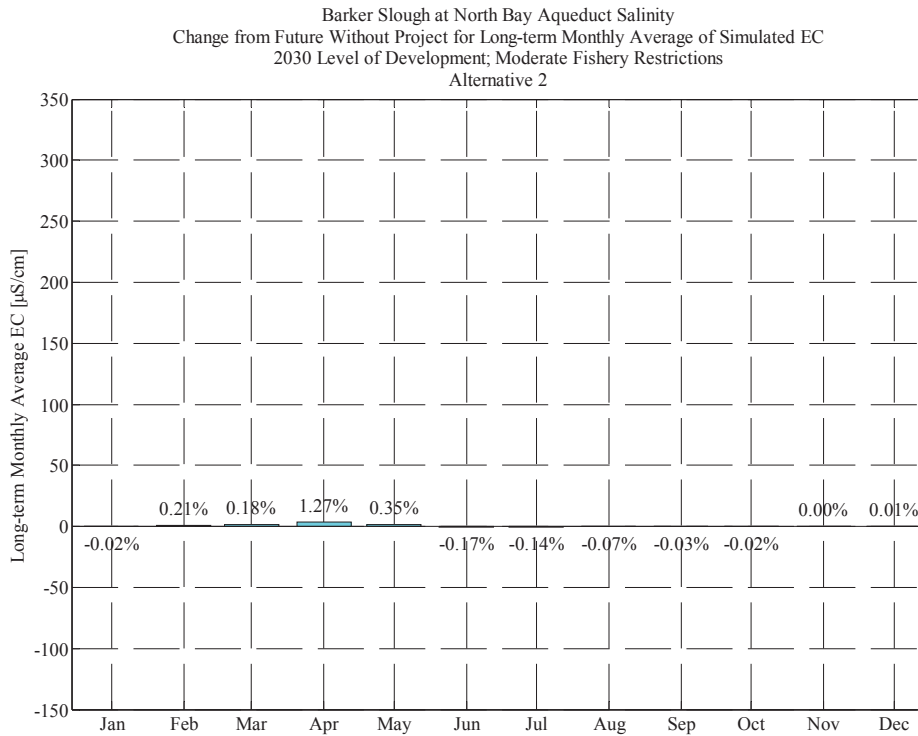 Barker Slough at North Bay Aqueduct Salinity
Change from Future Without Project for Long-term Monthly Average of Simulated EC
2030 Level of Development; Moderate Fishery Restrictions
Alternative 2
Long-term Monthly Average EC [µS/cm]
350
300
250
200
150
100
50
0
-50
-100
-150
-0.02% 0.21% 0.18% 1.27% 0.35% -0.17% -0.14% -0.07% -0.03% -0.02% 0.00% 0.01%
Jan Feb Mar Apr May Jun Jul Aug Sep Oct Nov Dec